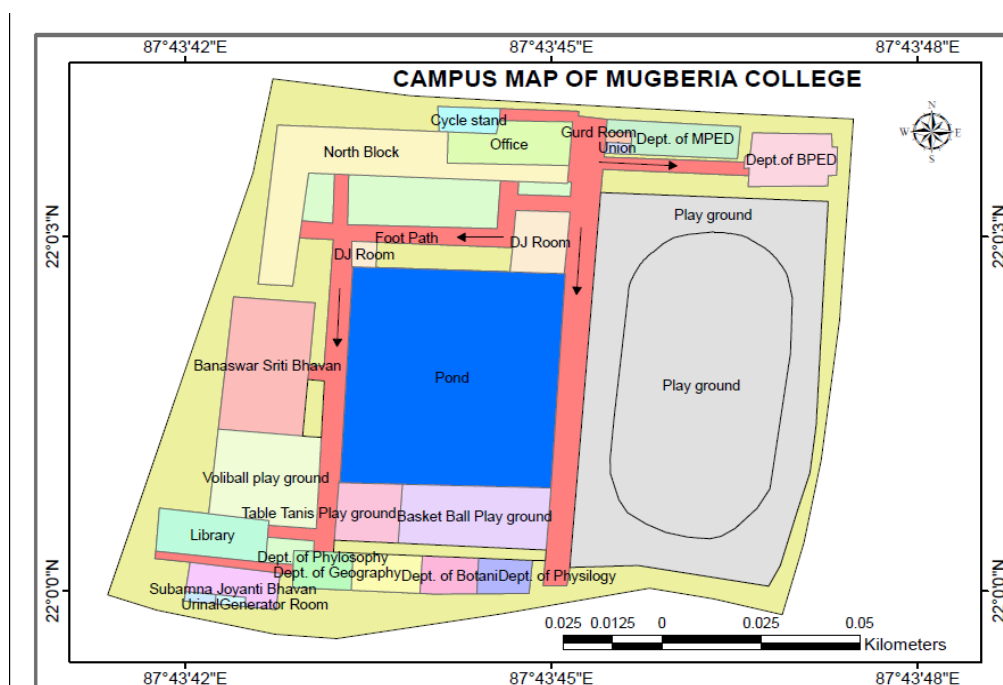 87°43'42"E
87°43'45"E
87°43'48"E
CAMPUS MAP OF MUGBERIA COLLEGE
N
W
E
S
Cycle stand
Office
North Block
Gurd Room
Union
Dept. of MPED
Dept.of BPED
Play ground
22°0'3"N
22°0'3"N
Foot Path
DJ Room
DJ Room
Banaswar Sriti Bhavan
Pond
Play ground
Voliball play ground
Table Tanis Play ground
Basket Ball Play ground
Library
Dept. of Phylosophy
Dept. of Geography
Dept. of Botani
Dept. of Physilogy
Subarnna Joyanti Bhavan
Urinal
Generator Room
22°0'0"N
22°0'0"N
0.025 0.0125 0 0.025 0.05
Kilometers
87°43'42"E
87°43'45"E
87°43'48"E